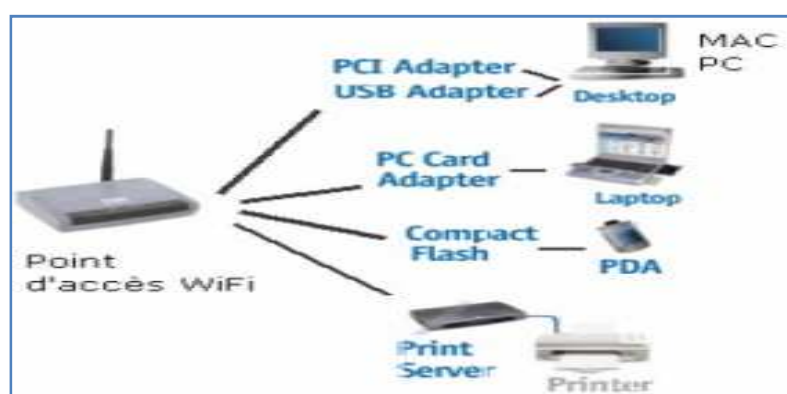 MAC
PC
PCI Adapter
USB Adapter
Desktop
PC Card
Adapter
Laptop
Compact
Flash
PDA
Point
d'accès WiFi
Print
Server
Printer